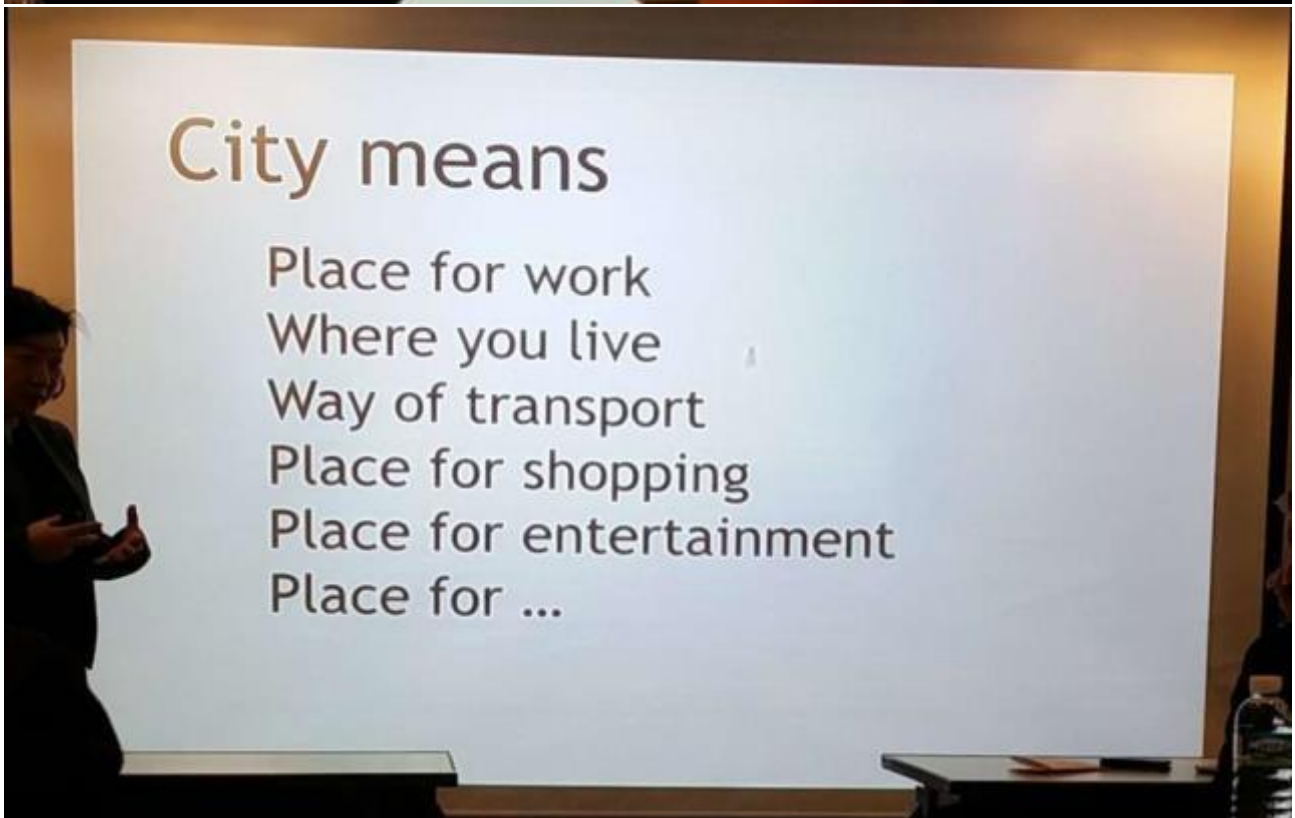 City means
Place for work
Where you live
Way of transport
Place for shopping
Place for entertainment
Place for ...